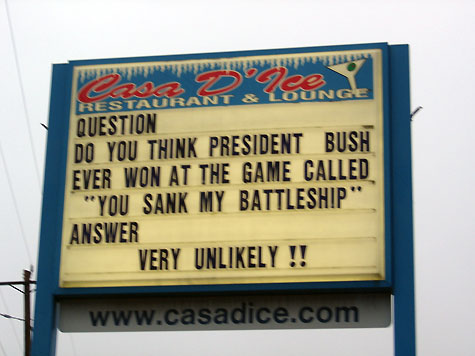 Casa D'Ice
RESTAURANT & LOUNGE
QUESTION
DO YOU THINK PRESIDENT BUSH
EVER WON AT THE GAME CALLED
"YOU SANK MY BATTLESHIP"
ANSWER
VERY UNLIKELY !!
www.casadice.com